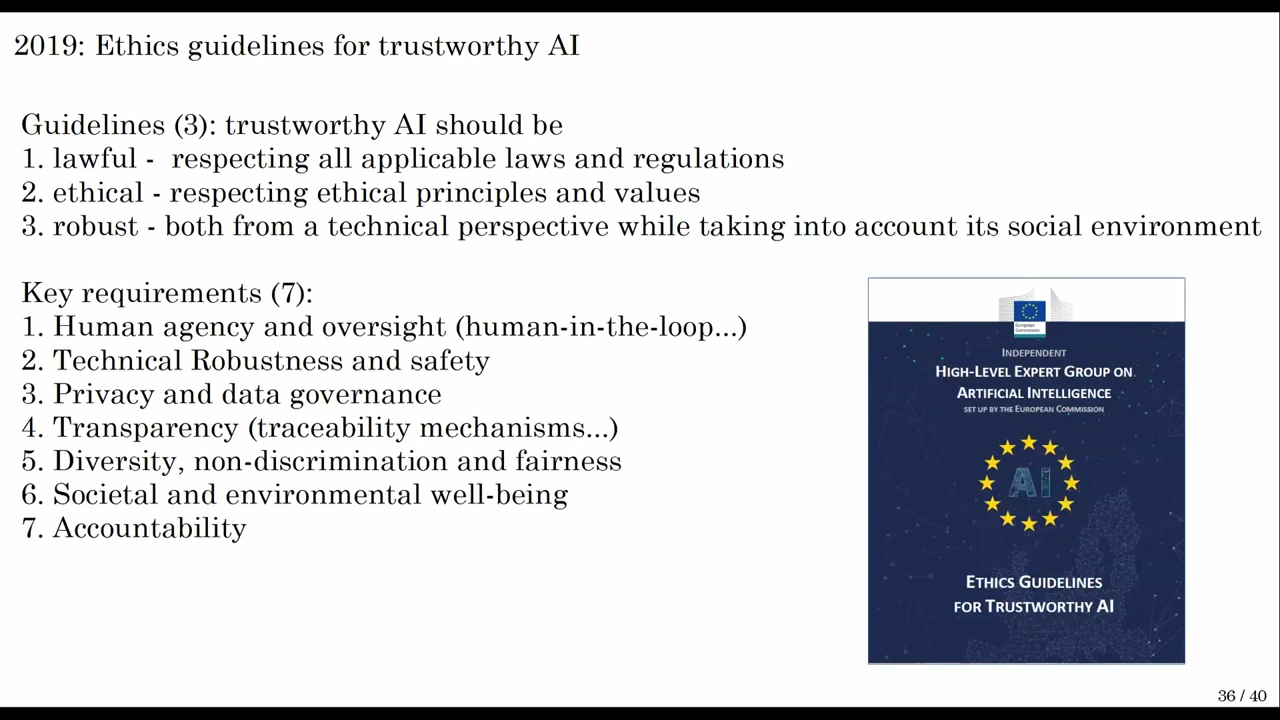 2019: Ethics guidelines for trustworthy AI
Guidelines (3): trustworthy AI should be
1. lawful -  respecting all applicable laws and regulations
2. ethical - respecting ethical principles and values
3. robust - both from a technical perspective while taking into account its social environment
Key requirements (7):
1. Human agency and oversight (human-in-the-loop...)
2. Technical Robustness and safety
3. Privacy and data governance
4. Transparency (traceability mechanisms...)
5. Diversity, non-discrimination and fairness
6. Societal and environmental well-being
7. Accountability
European
Commission
INDEPENDENT
HIGH-LEVEL EXPERT GROUP ON
ARTIFICIAL INTELLIGENCE
SET UP BY THE EUROPEAN COMMISSION
AI
ETHICS GUIDELINES
FOR TRUSTWORTHY AI
36 / 40